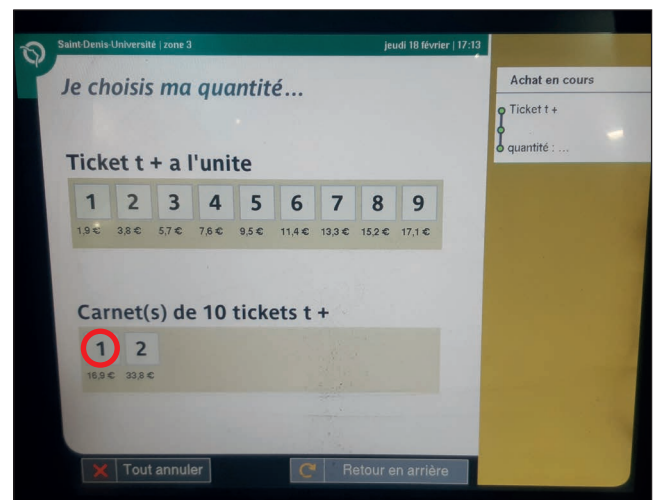 Saint-Denis-Université | zone 3
jeudi 18 février | 17:13
Je choisis ma quantité...
Ticket t + a l'unite
1 2 3 4 5 6 7 8 9
1,9 € 3,8 € 5,7 € 7,6 € 9,5 € 11,4 € 13,3 € 15,2 € 17,1 €
Carnet(s) de 10 tickets t +
1 2
16,9 € 33,8 €
Tout annuler
Retour en arrière
Achat en cours
Ticket t +
quantité : ...